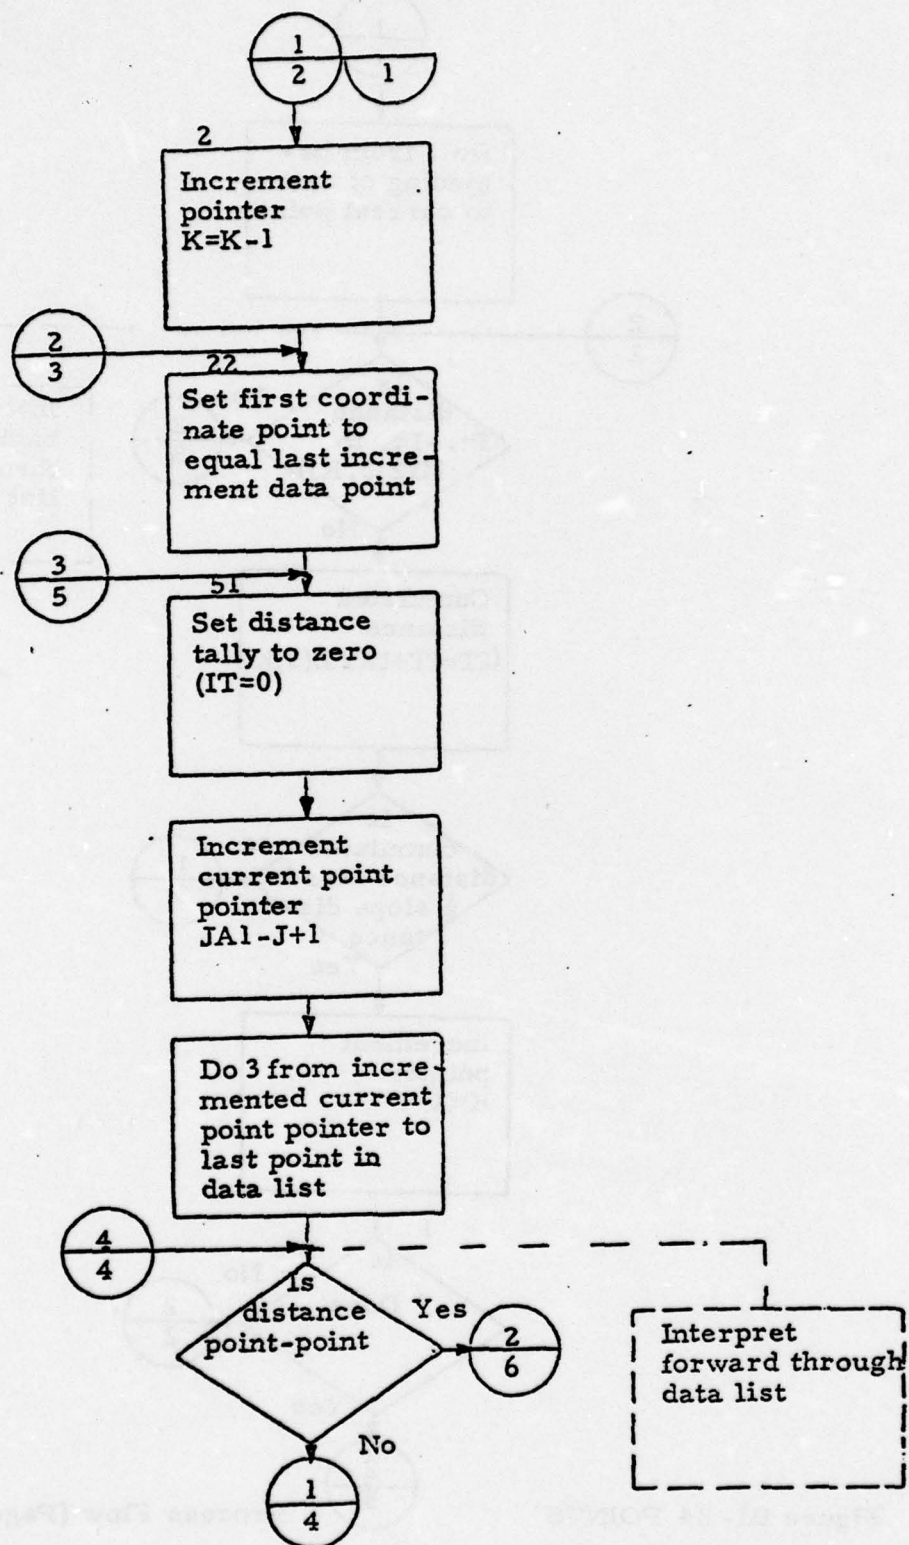 1
2
1
2
Increment
pointer
K=K-1
2
3
22
Set first coordi-
nate point to
equal last incre-
ment data point
3
5
51
Set distance
tally to zero
(IT=0)
Increment
current point
pointer
JA1-J+1
Do 3 from incre-
mented current
point pointer to
last point in
data list
4
4
Is
distance
point-point
Yes
2
6
Interpret
forward through
data list
No
1
4